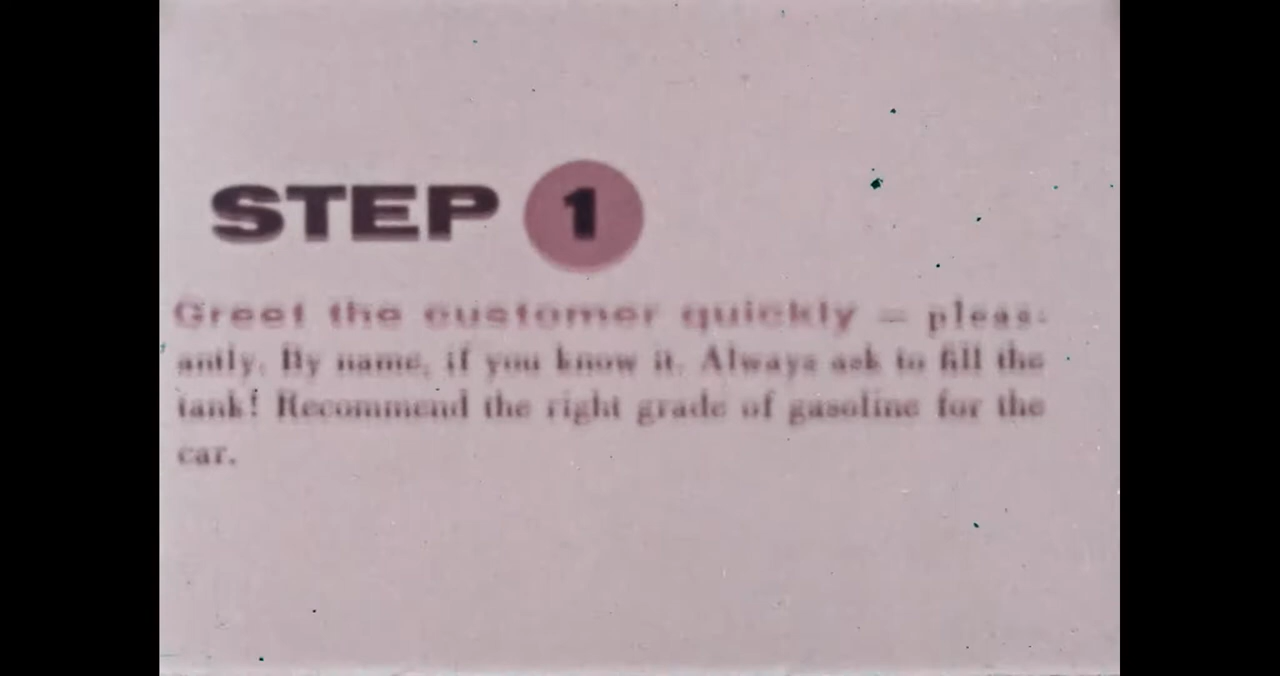 STEP 1
Greet the customer quickly — pleas-
antly. By name, if you know it. Always ask to fill the
tank! Recommend the right grade of gasoline for the
car.